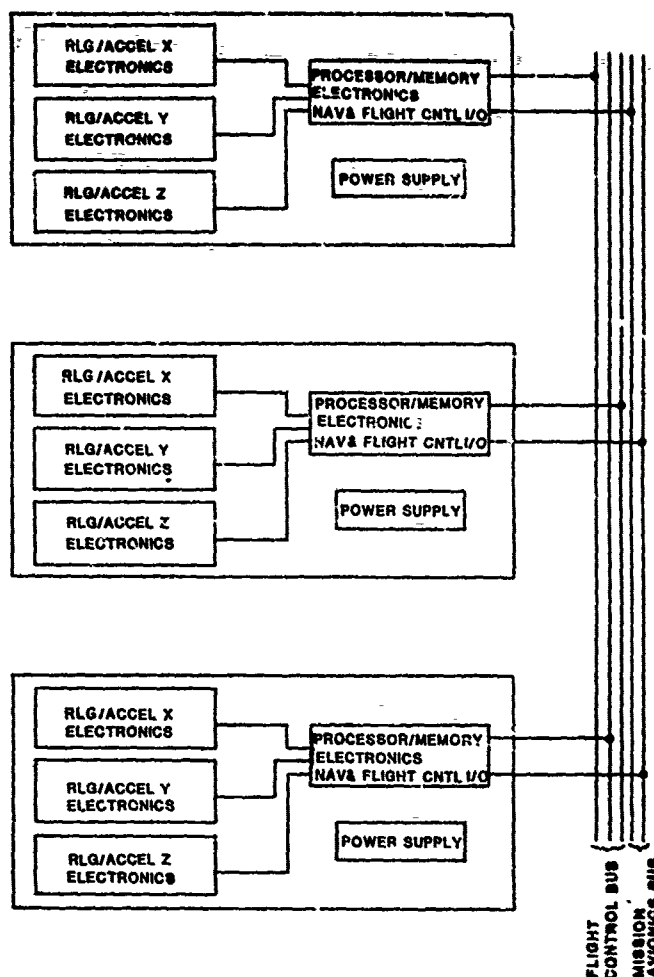 RLG/ACCEL X
ELECTRONICS
RLG/ACCEL Y
ELECTRONICS
RLG/ACCEL Z
ELECTRONICS
PROCESSOR/MEMORY
ELECTRONICS
NAV& FLIGHT CNTL I/O
POWER SUPPLY
RLG/ACCEL X
ELECTRONICS
RLG/ACCEL Y
ELECTRONICS
RLG/ACCEL Z
ELECTRONICS
PROCESSOR/MEMORY
ELECTRONICS
NAV& FLIGHT CNTL I/O
POWER SUPPLY
RLG/ACCEL X
ELECTRONICS
RLG/ACCEL Y
ELECTRONICS
RLG/ACCEL Z
ELECTRONICS
PROCESSOR/MEMORY
ELECTRONICS
NAV& FLIGHT CNTL I/O
POWER SUPPLY
FLIGHT
CONTROL BUS
MISSION
AVIONICS BUS